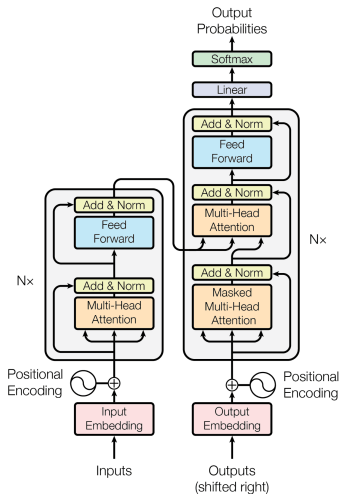 Output
Probabilities
Softmax
Linear
Add & Norm
Feed
Forward
Add & Norm
Multi-Head
Attention
Add & Norm
Masked
Multi-Head
Attention
Nx
Add & Norm
Feed
Forward
Add & Norm
Multi-Head
Attention
Nx
Positional
Encoding
Positional
Encoding
Input
Embedding
Output
Embedding
Inputs
Outputs
(shifted right)